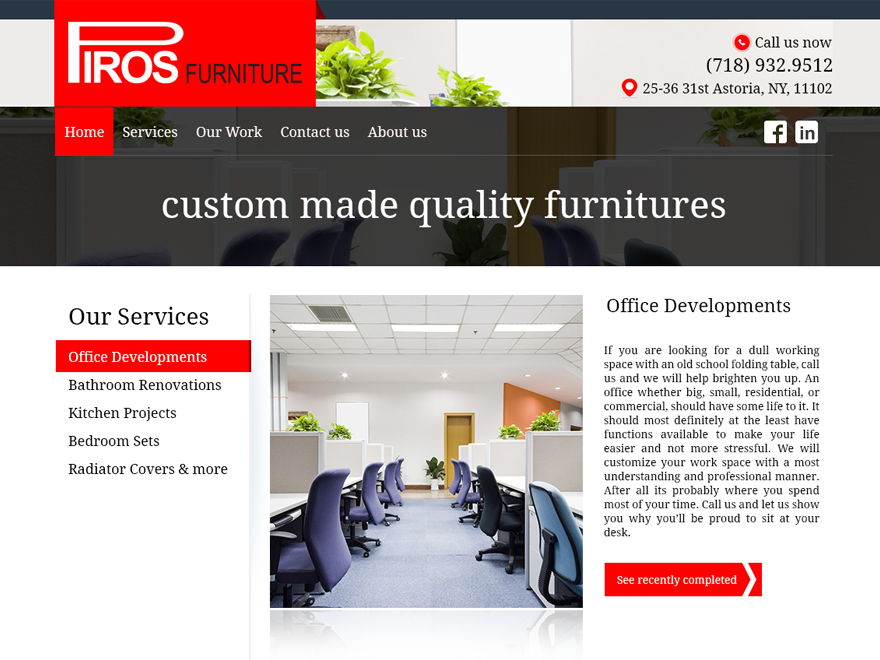 PIROS FURNITURE
Call us now
(718) 932.9512
25-36 31st Astoria, NY, 11102
Home Services Our Work Contact us About us
custom made quality furnitures
Our Services
Office Developments
Bathroom Renovations
Kitchen Projects
Bedroom Sets
Radiator Covers & more
Office Developments
If you are looking for a dull working
space with an old school folding table, call
us and we will help brighten you up. An
office whether big, small, residential, or
commercial, should have some life to it. It
should most definitely at the least have
functions available to make your life
easier and not more stressful. We will
customize your work space with a most
understanding and professional manner.
After all its probably where you spend
most of your time. Call us and let us show
you why you'll be proud to sit at your
desk.
See recently completed